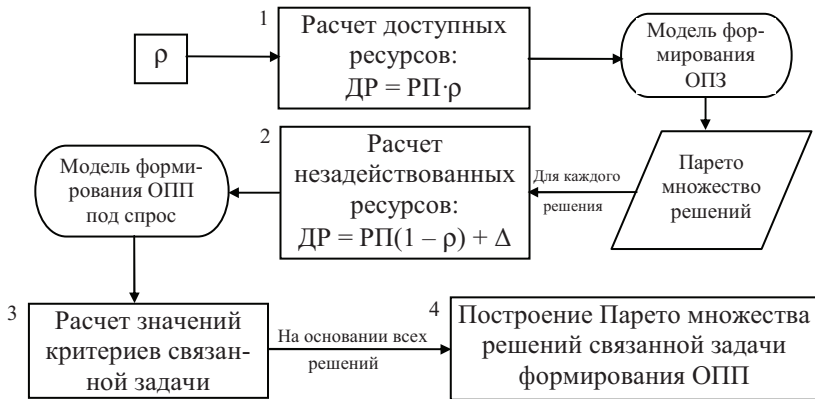 ρ
1
Расчет доступных
ресурсов:
ДР = РП·ρ
Модель фор-
мирования
ОПЗ
Парето
множество
решений
Для каждого
решения
2
Расчет
незадействованных
ресурсов:
ДР = РП(1 – ρ) + Δ
Модель форми-
рования ОПП
под спрос
3
Расчет значений
критериев связан-
ной задачи
На основании всех
решений
4
Построение Парето множества
решений связанной задачи
формирования ОПП